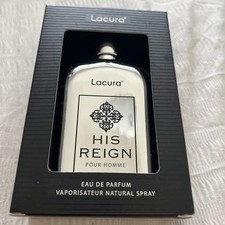 Lacura®
Lacura®
HIS
REIGN
POUR HOMME
EAU DE PARFUM
VAPORISATEUR NATURAL SPRAY